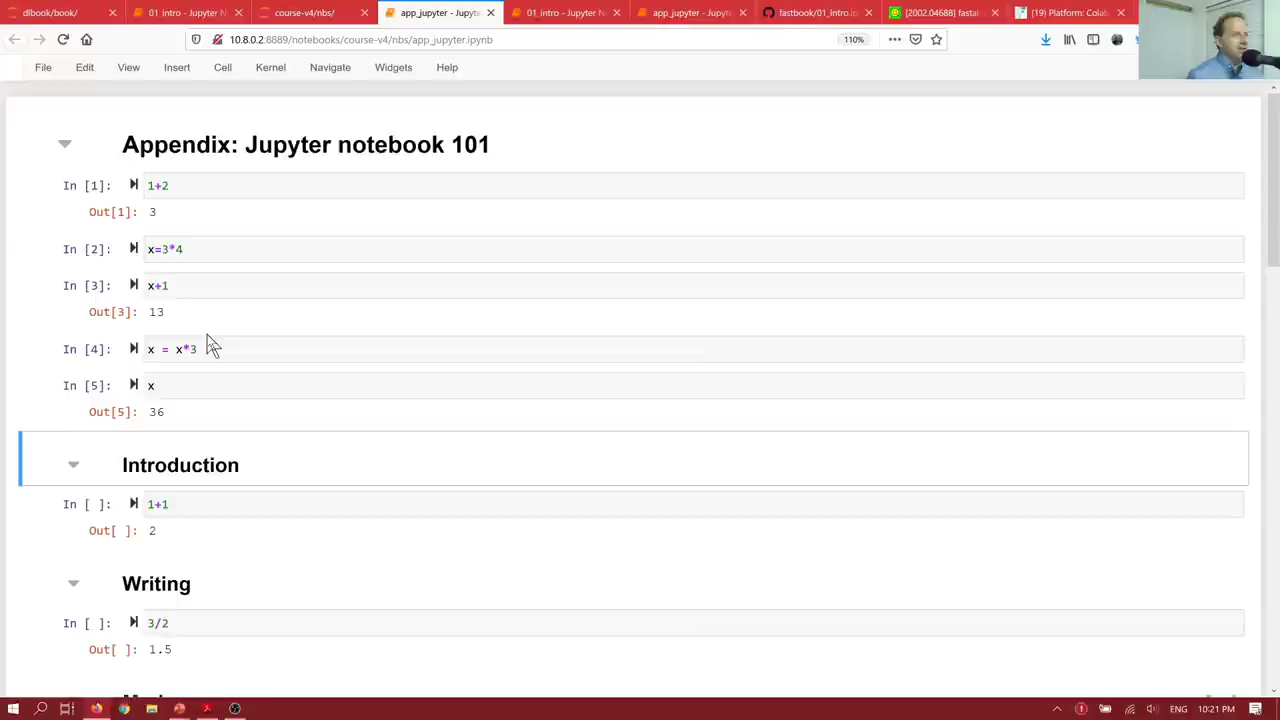 dlbook/book/
01_intro - Jupyter N
course-v4/nbs/
app_jupyter - Jupyte
01_intro - Jupyter Ne
app_jupyter - Jupyte
fastbook/01_intro.i
[2002.04688] fastai
(19) Platform: Colab
10.8.0.2:8889/notebooks/course-v4/nbs/app_jupyter.ipynb
110%
File Edit View Insert Cell Kernel Navigate Widgets Help
Appendix: Jupyter notebook 101
In [1]: 1+2
Out[1]: 3
In [2]: x=3*4
In [3]: x+1
Out[3]: 13
In [4]: x = x*3
In [5]: x
Out[5]: 36
Introduction
In [ ]: 1+1
Out[ ]: 2
Writing
In [ ]: 3/2
Out[ ]: 1.5
ENG 10:21 PM